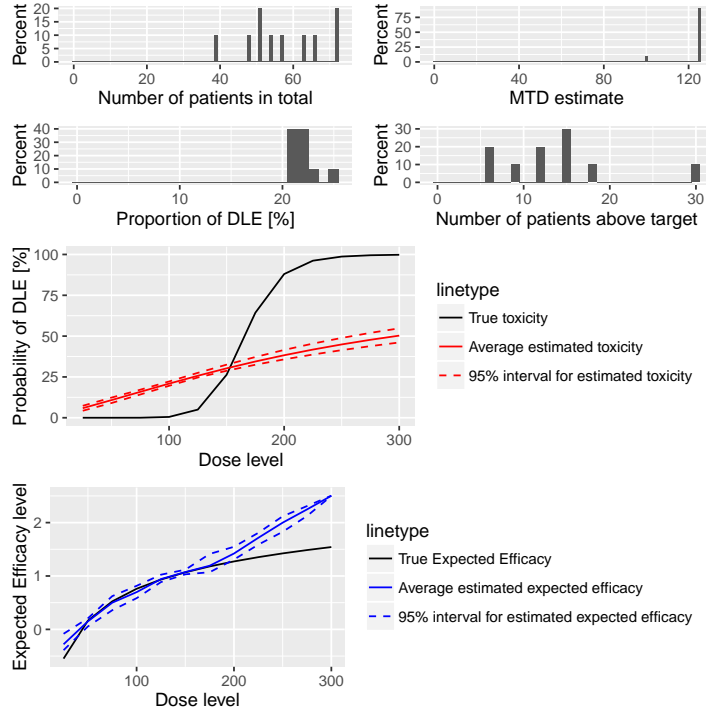 Percent
20
15
10
5
0
0
20
40
60
Number of patients in total
Percent
75
50
25
0
0
40
80
120
MTD estimate
Percent
40
30
20
10
0
0
10
20
Proportion of DLE [%]
Percent
30
20
10
0
0
10
20
30
Number of patients above target
Probability of DLE [%]
100
75
50
25
0
100
200
300
Dose level
linetype
True toxicity
Average estimated toxicity
95% interval for estimated toxicity
Expected Efficacy level
2
1
0
100
200
300
Dose level
linetype
True Expected Efficacy
Average estimated expected efficacy
95% interval for estimated expected efficacy